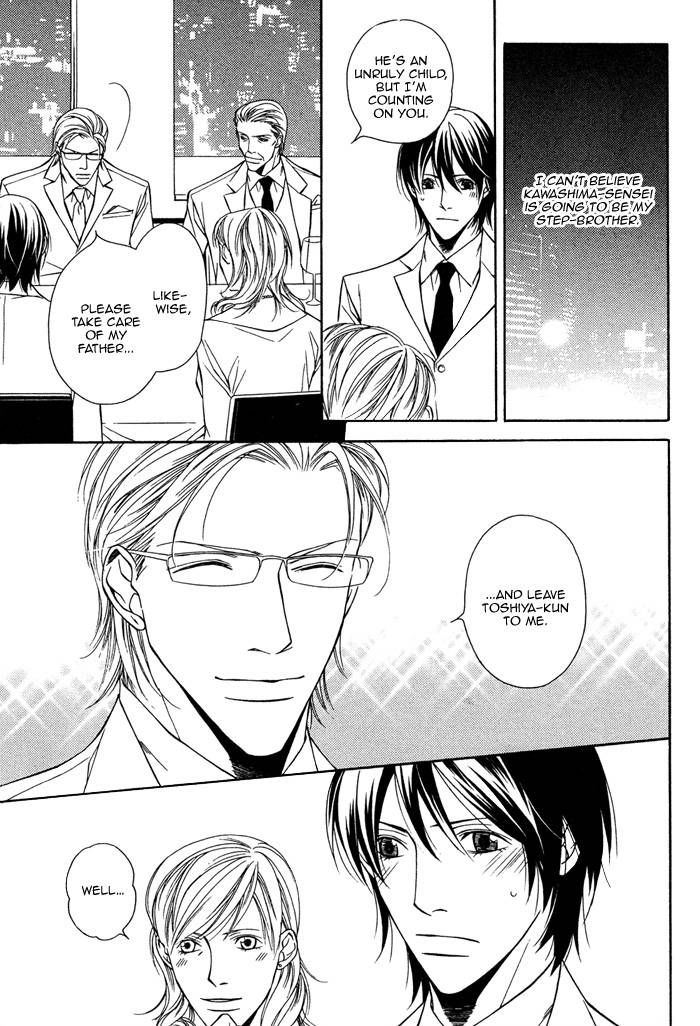 I CAN'T BELIEVE
KAWASHIMA-SENSEI
IS GOING TO BE MY
STEP-BROTHER.
HE'S AN
UNRULY CHILD,
BUT I'M
COUNTING
ON YOU.
LIKE-
WISE,
PLEASE
TAKE CARE
OF MY
FATHER...
...AND LEAVE
TOSHIYA-KUN
TO ME.
WELL...